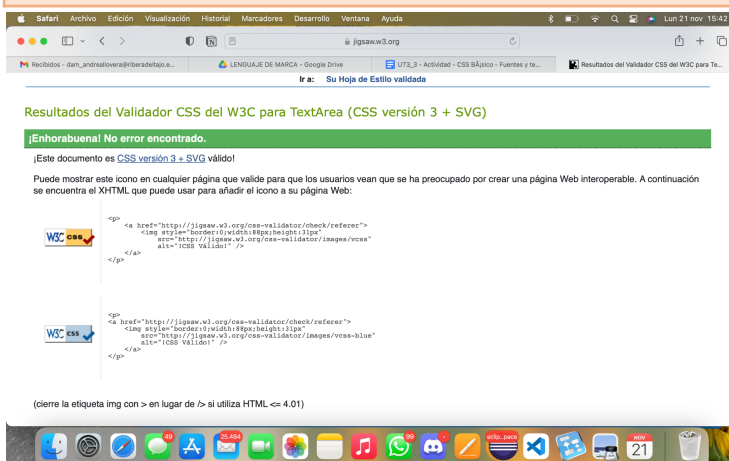 Safari Archivo Edición Visualización Historial Marcadores Desarrollo Ventana Ayuda Lun 21 nov 15:42
jigsaw.w3.org
Recibidos - dam_andreallovera@riberadeltajo.e... LENGUAJE DE MARCA - Google Drive UT3_3 - Actividad - CSS BÃ¡sico - Fuentes y te... Resultados del Validador CSS del W3C para Te...
Ir a: Su Hoja de Estilo validada
Resultados del Validador CSS del W3C para TextArea (CSS versión 3 + SVG)
¡Enhorabuena! No error encontrado.
¡Este documento es CSS versión 3 + SVG válido!
Puede mostrar este icono en cualquier página que valide para que los usuarios vean que se ha preocupado por crear una página Web interoperable. A continuación
se encuentra el XHTML que puede usar para añadir el icono a su página Web:
W3C css
<p>
<a href="http://jigsaw.w3.org/css-validator/check/referer">
<img style="border:0;width:88px;height:31px"
src="http://jigsaw.w3.org/css-validator/images/vcss"
alt="¡CSS Válido!" />
</a>
</p>
W3C css
<p>
<a href="http://jigsaw.w3.org/css-validator/check/referer">
<img style="border:0;width:88px;height:31px"
src="http://jigsaw.w3.org/css-validator/images/vcss-blue"
alt="¡CSS Válido!" />
</a>
</p>
(cierre la etiqueta img con > en lugar de /> si utiliza HTML <= 4.01)
49 25.484 99 NOV
21